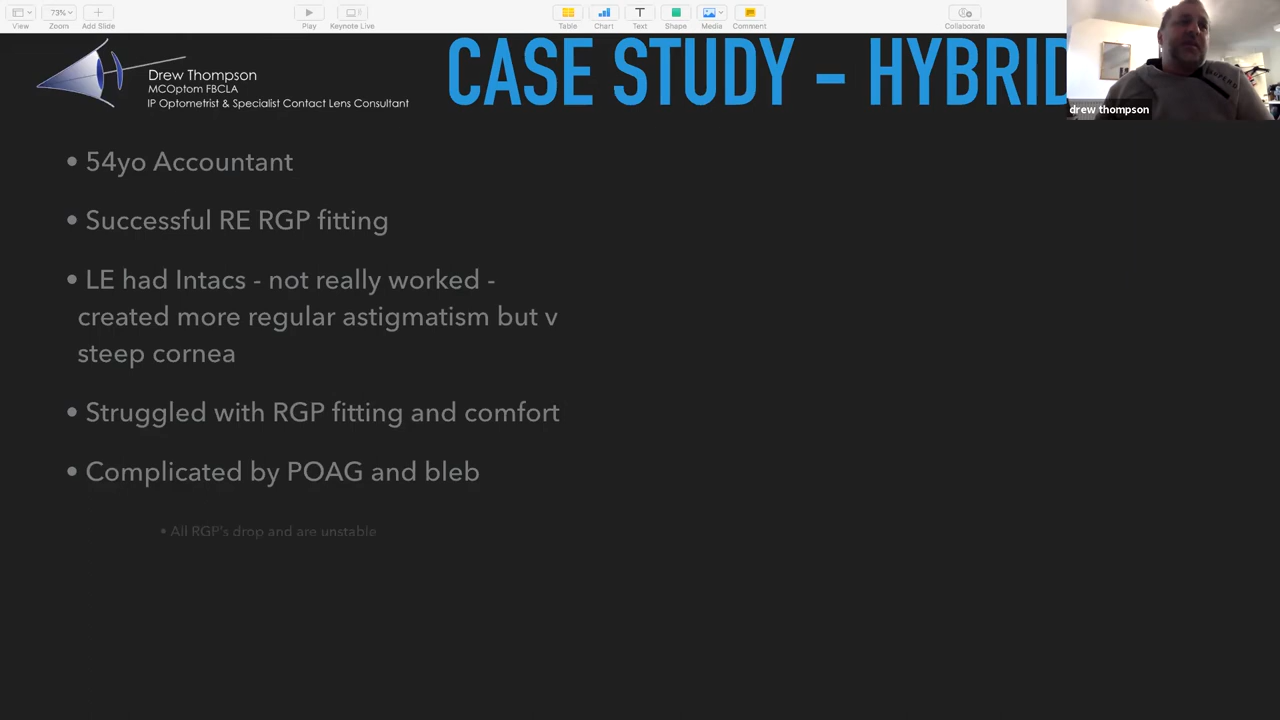 View
73%
Zoom
Add Slide
Play
Keynote Live
Table
Chart
Text
Shape
Media
Comment
Collaborate
Drew Thompson
MCOptom FBCLA
IP Optometrist & Specialist Contact Lens Consultant
CASE STUDY - HYBRID
drew thompson
• 54yo Accountant
• Successful RE RGP fitting
• LE had Intacs - not really worked -
created more regular astigmatism but v
steep cornea
• Struggled with RGP fitting and comfort
• Complicated by POAG and bleb
• All RGP's drop and are unstable